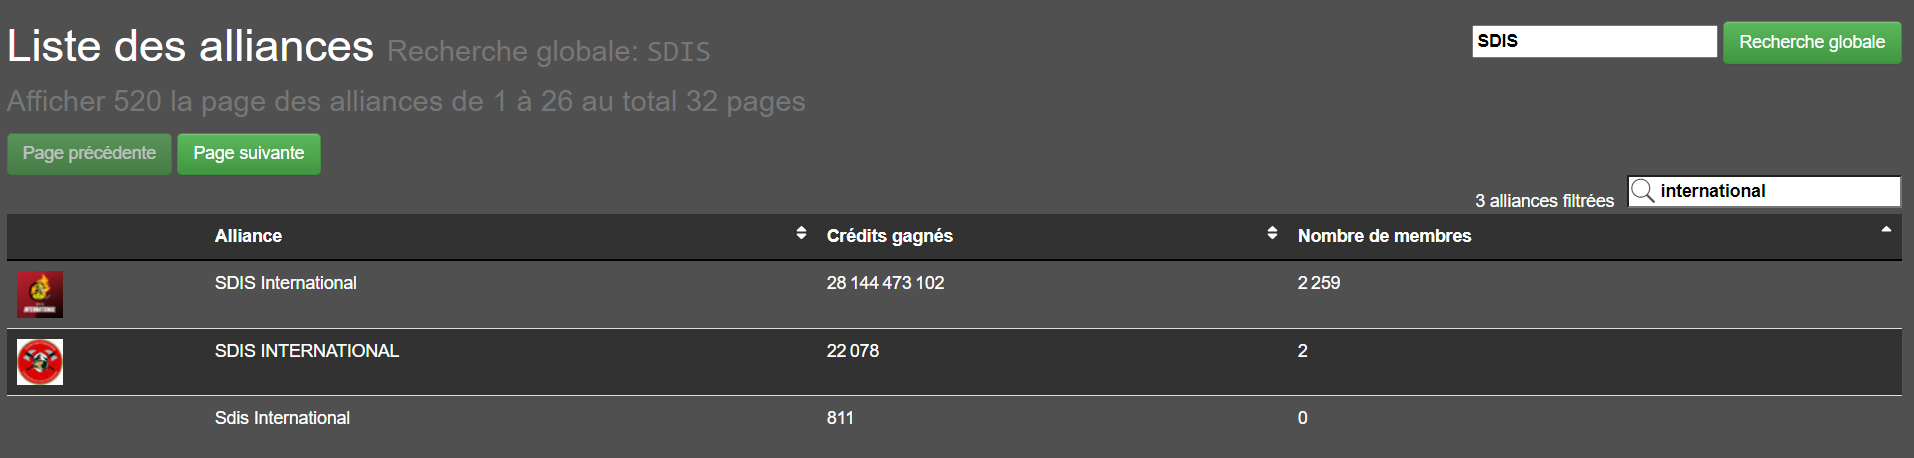 Liste des alliances Recherche globale: SDIS
SDIS Recherche globale
Afficher 520 la page des alliances de 1 à 26 au total 32 pages
Page précédente Page suivante
3 alliances filtrées international
Alliance Crédits gagnés Nombre de membres
SDIS International 28 144 473 102 2 259
INTERNATIONAL
SDIS INTERNATIONAL 22 078 2
Sdis International 811 0